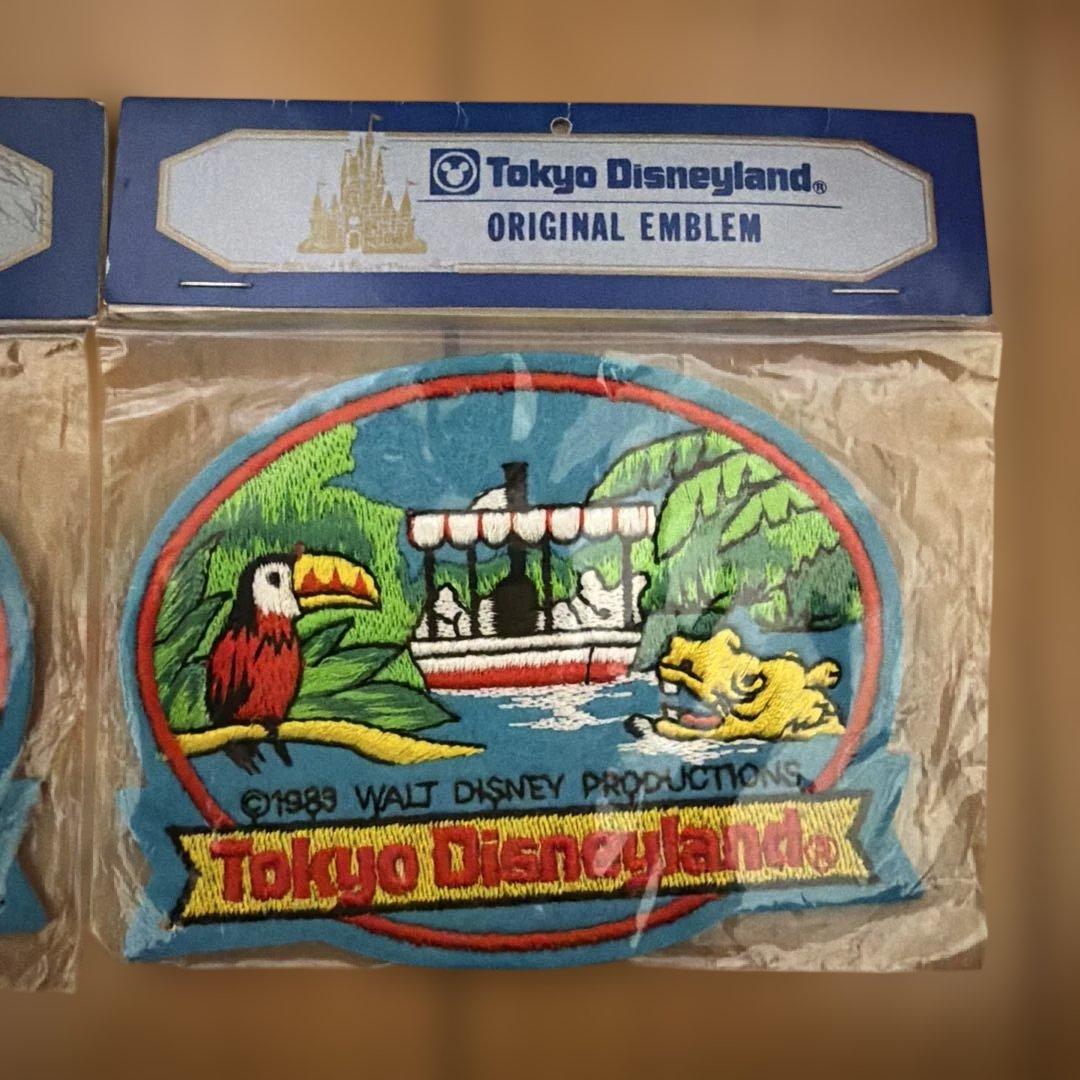 Tokyo Disneyland®
ORIGINAL EMBLEM
©1983 WALT DISNEY PRODUCTIONS
Tokyo Disneyland®